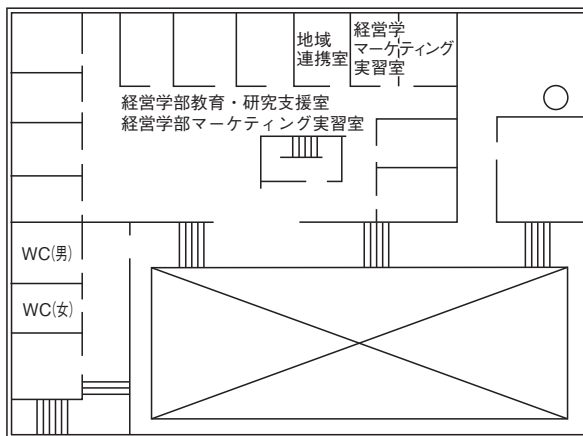 地域
連携室
経営学
マーケティング
実習室
経営学部教育・研究支援室
経営学部マーケティング実習室
WC(男)
WC(女)